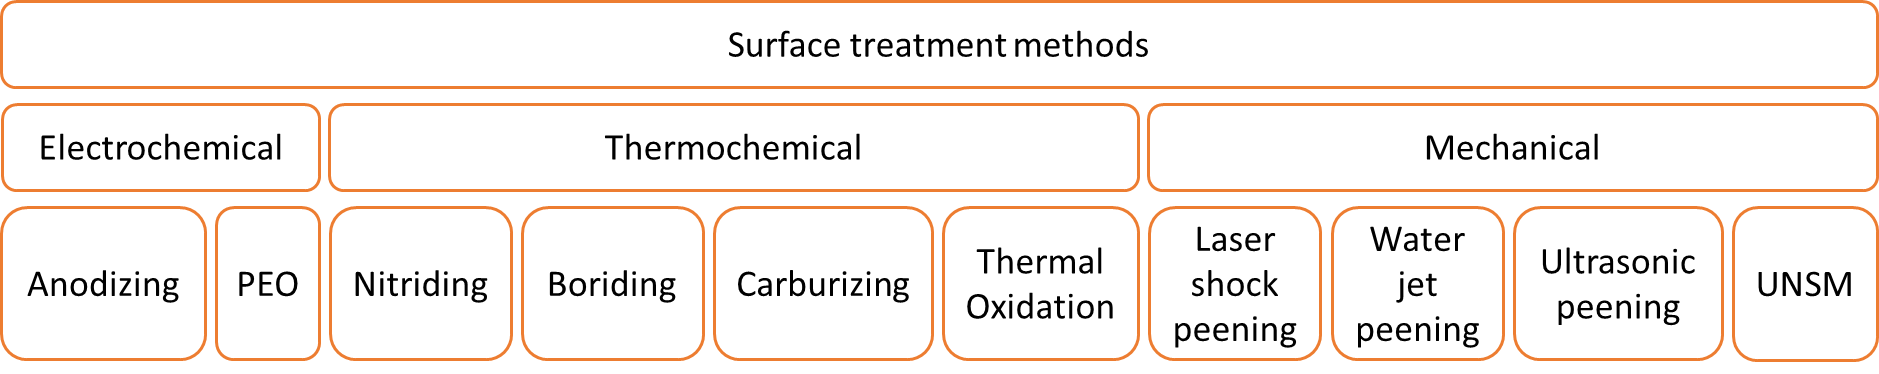 Surface treatment methods
Electrochemical
Thermochemical
Mechanical
Anodizing
PEO
Nitriding
Boriding
Carburizing
Thermal
Oxidation
Laser
shock
peening
Water
jet
peening
Ultrasonic
peening
UNSM